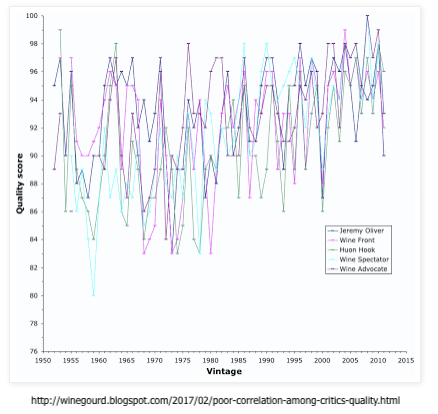 100
98
96
94
92
90
88
86
84
82
80
78
76
Quality score
1950 1955 1960 1965 1970 1975 1980 1985 1990 1995 2000 2005 2010 2015
Vintage
Jeremy Oliver
Wine Front
Huon Hook
Wine Spectator
Wine Advocate
http://winegourd.blogspot.com/2017/02/poor-correlation-among-critics-quality.html